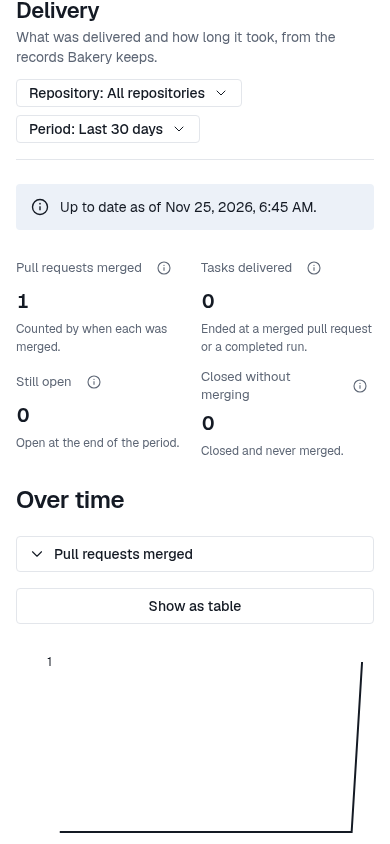 Delivery
What was delivered and how long it took, from the
records Bakery keeps.
Repository: All repositories
Period: Last 30 days
Up to date as of Nov 25, 2026, 6:45 AM.
Pull requests merged
1
Counted by when each was
merged.
Tasks delivered
0
Ended at a merged pull request
or a completed run.
Still open
0
Open at the end of the period.
Closed without
merging
0
Closed and never merged.
Over time
Pull requests merged
Show as table
1